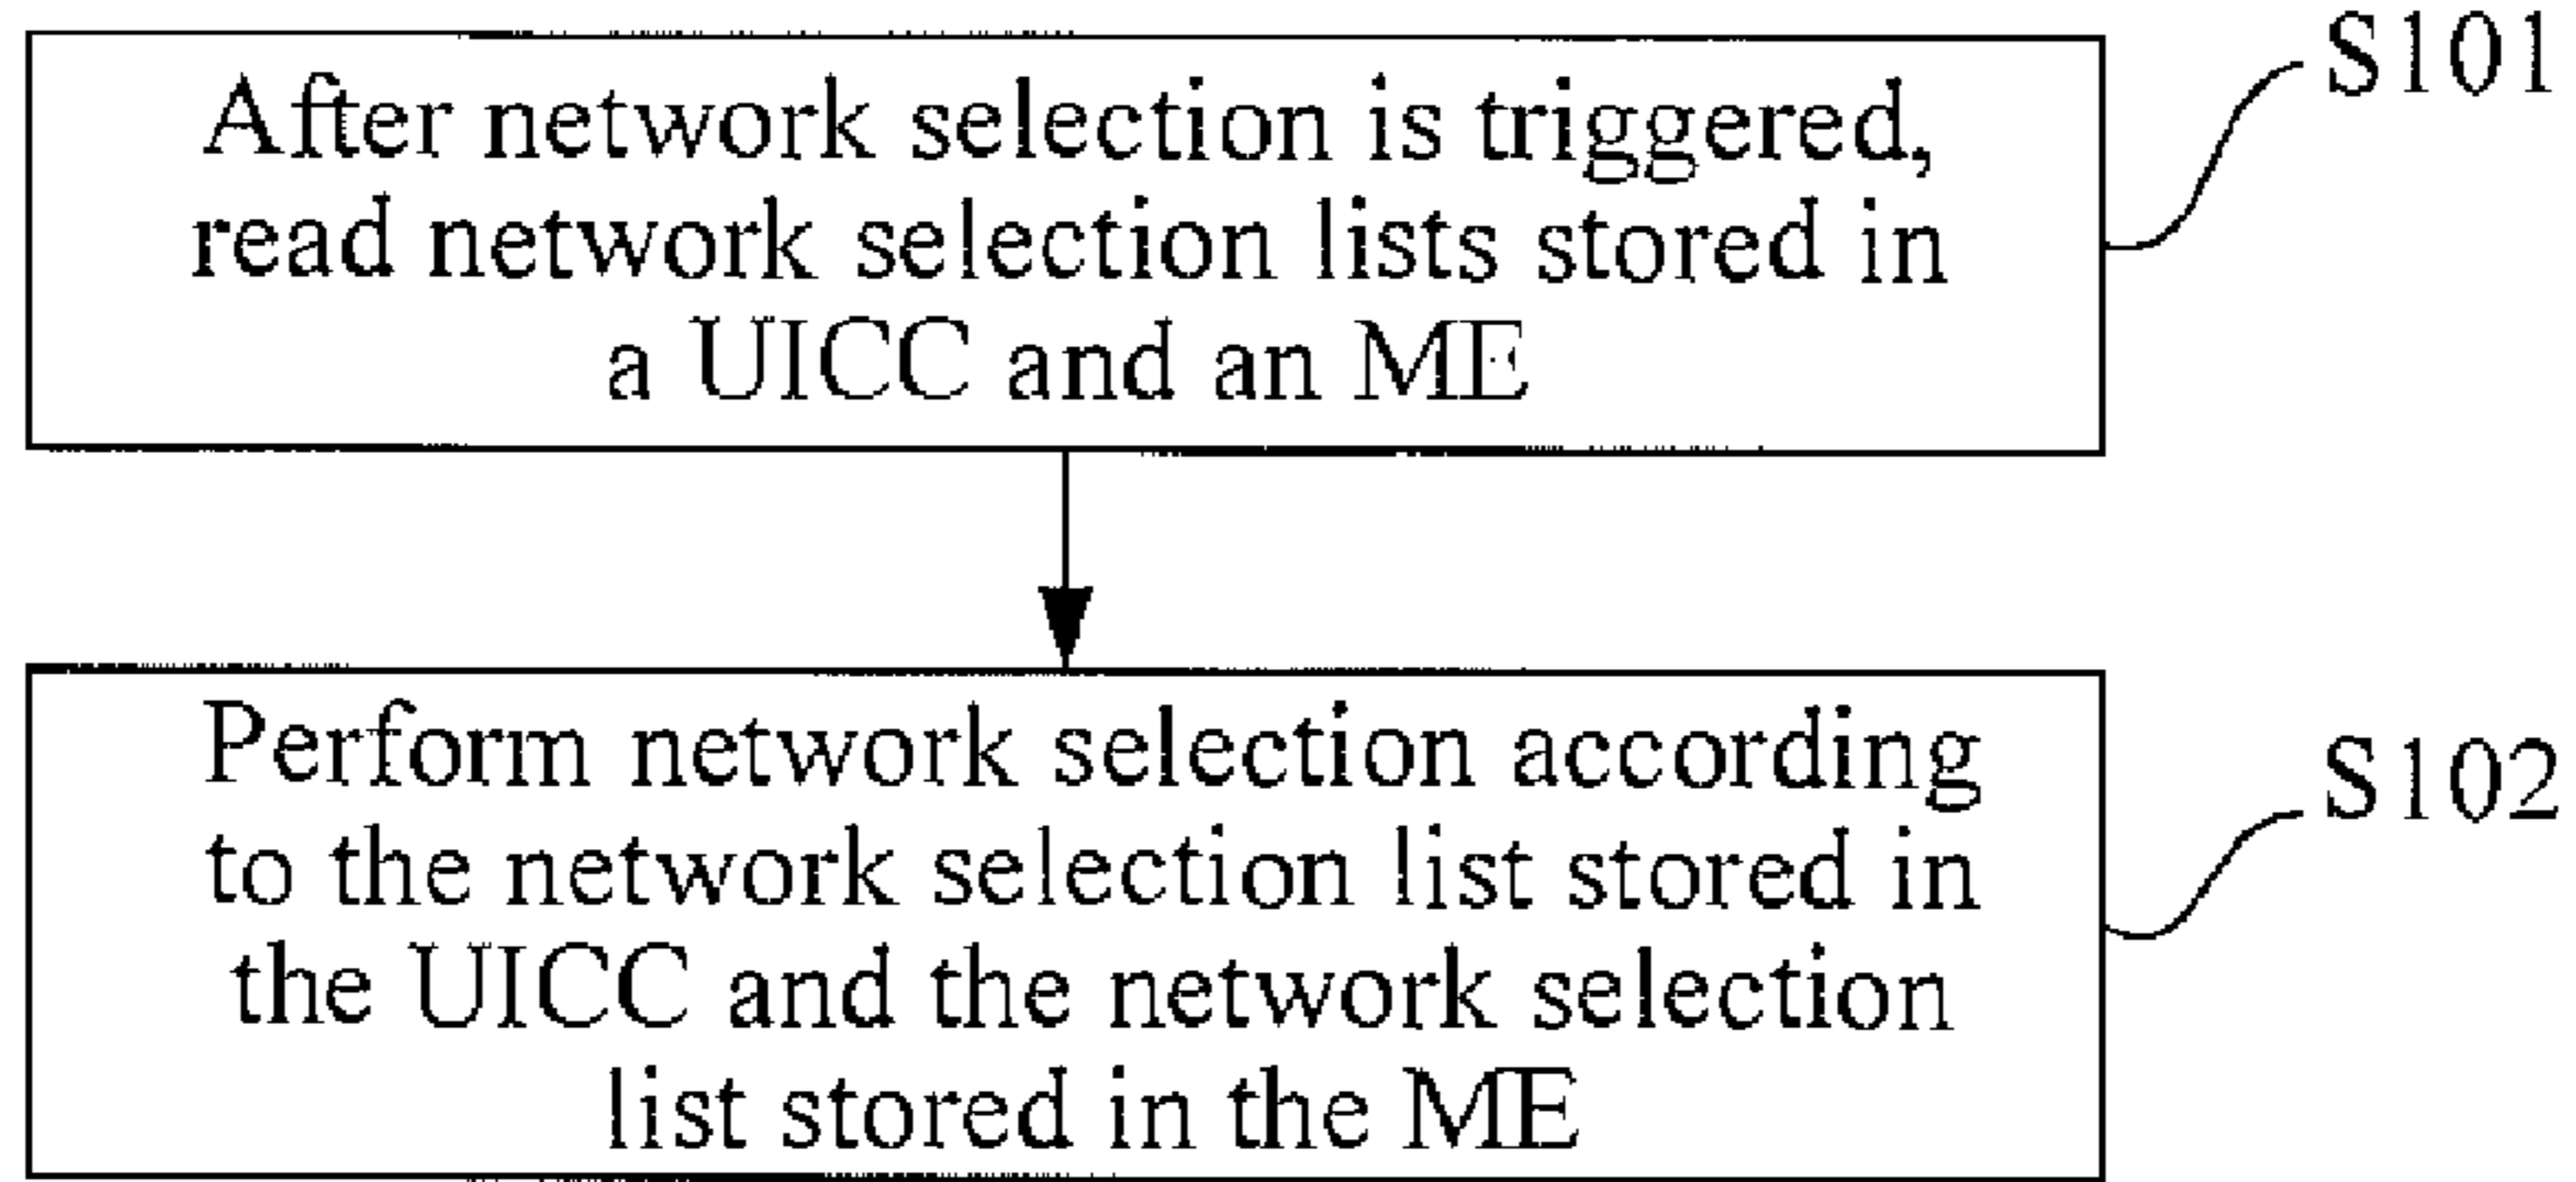 After network selection is triggered,
read network selection lists stored in
a UICC and an ME
S101
Perform network selection according
to the network selection list stored in
the UICC and the network selection
list stored in the ME
S102